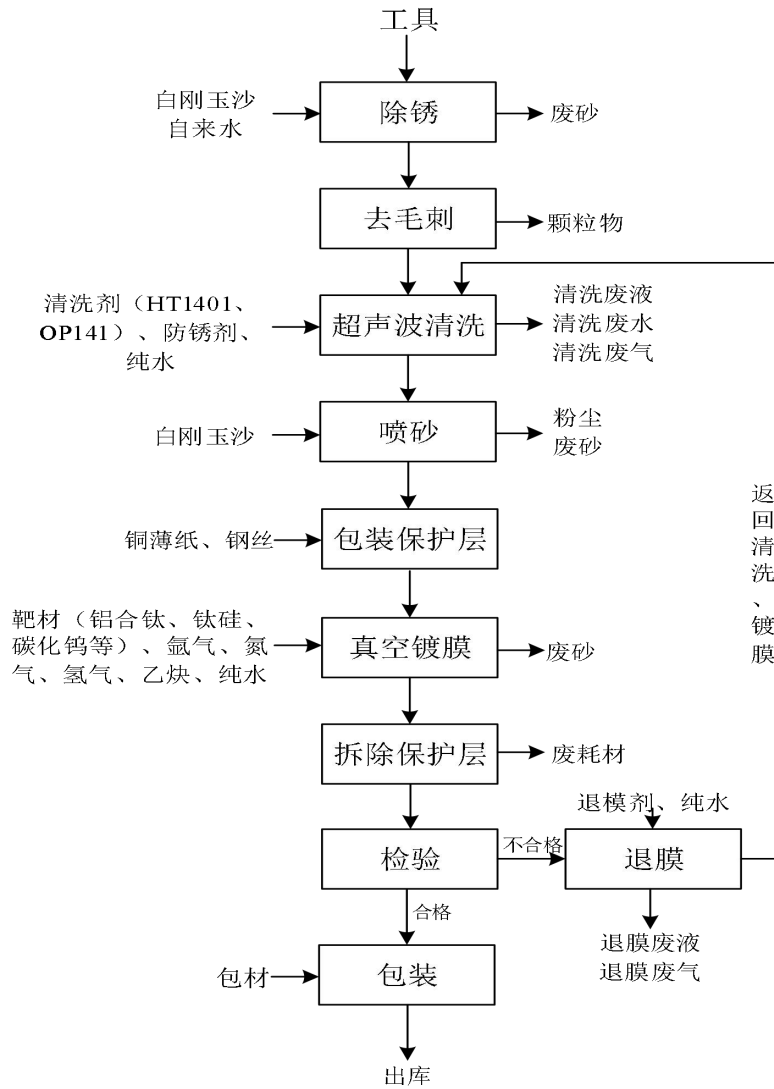 工具
白刚玉沙
自来水
除锈
废砂
去毛刺
颗粒物
清洗剂（HT1401、
OP141）、防锈剂、
纯水
超声波清洗
清洗废液
清洗废水
清洗废气
白刚玉沙
喷砂
粉尘
废砂
返
回
清
洗
、
镀
膜
铜薄纸、钢丝
包装保护层
靶材（铝合钛、钛硅、
碳化钨等）、氩气、氮
气、氢气、乙炔、纯水
真空镀膜
废砂
拆除保护层
废耗材
退模剂、纯水
检验
不合格
退膜
合格
退膜废液
退膜废气
包材
包装
出库